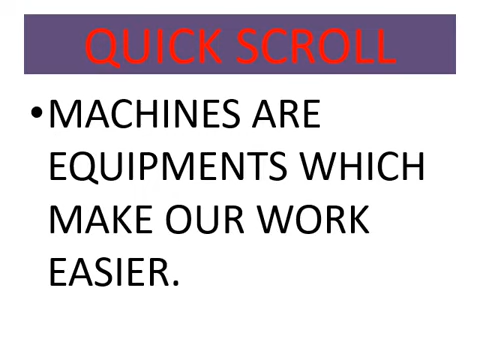 QUICK SCROLL
•MACHINES ARE
EQUIPMENTS WHICH
MAKE OUR WORK
EASIER.